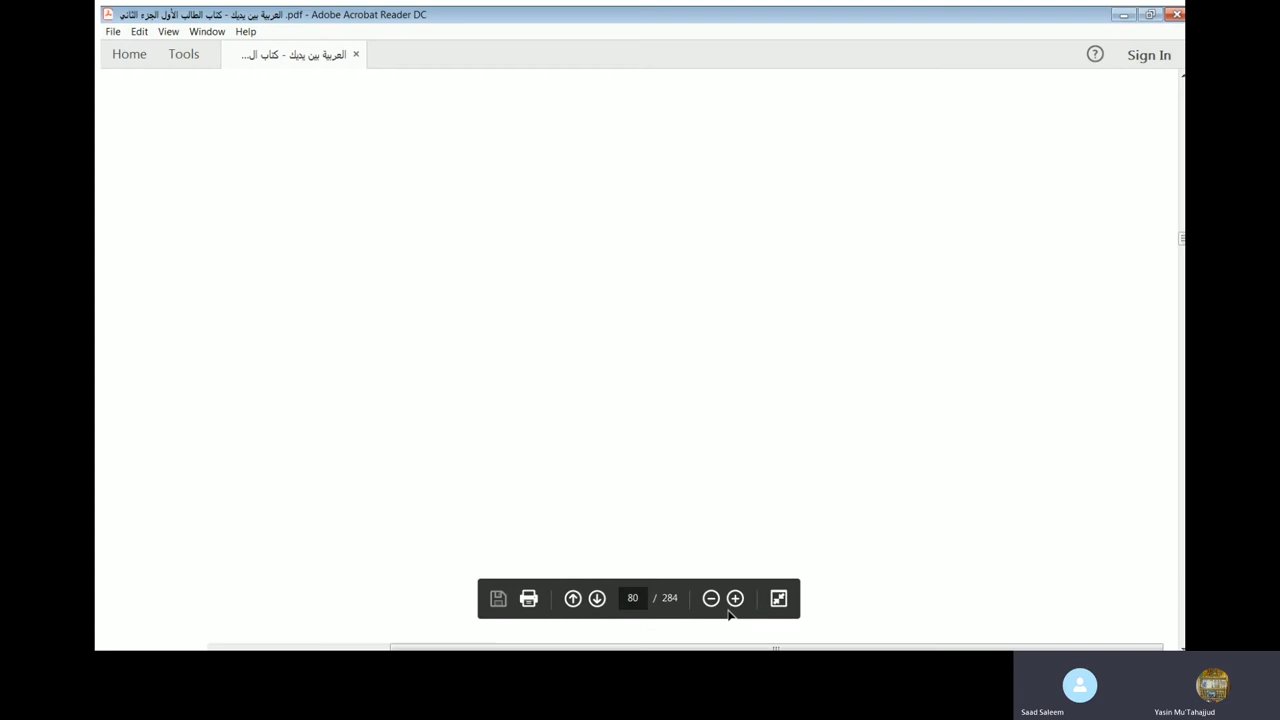 العربية بين يديك - كتاب الطالب الأول الجزء الثاني .pdf - Adobe Acrobat Reader DC
File Edit View Window Help
Home Tools العربية بين يديك - كتاب ال... × ? Sign In
80 / 284
Saad Saleem Yasin Mu'Tahajjud